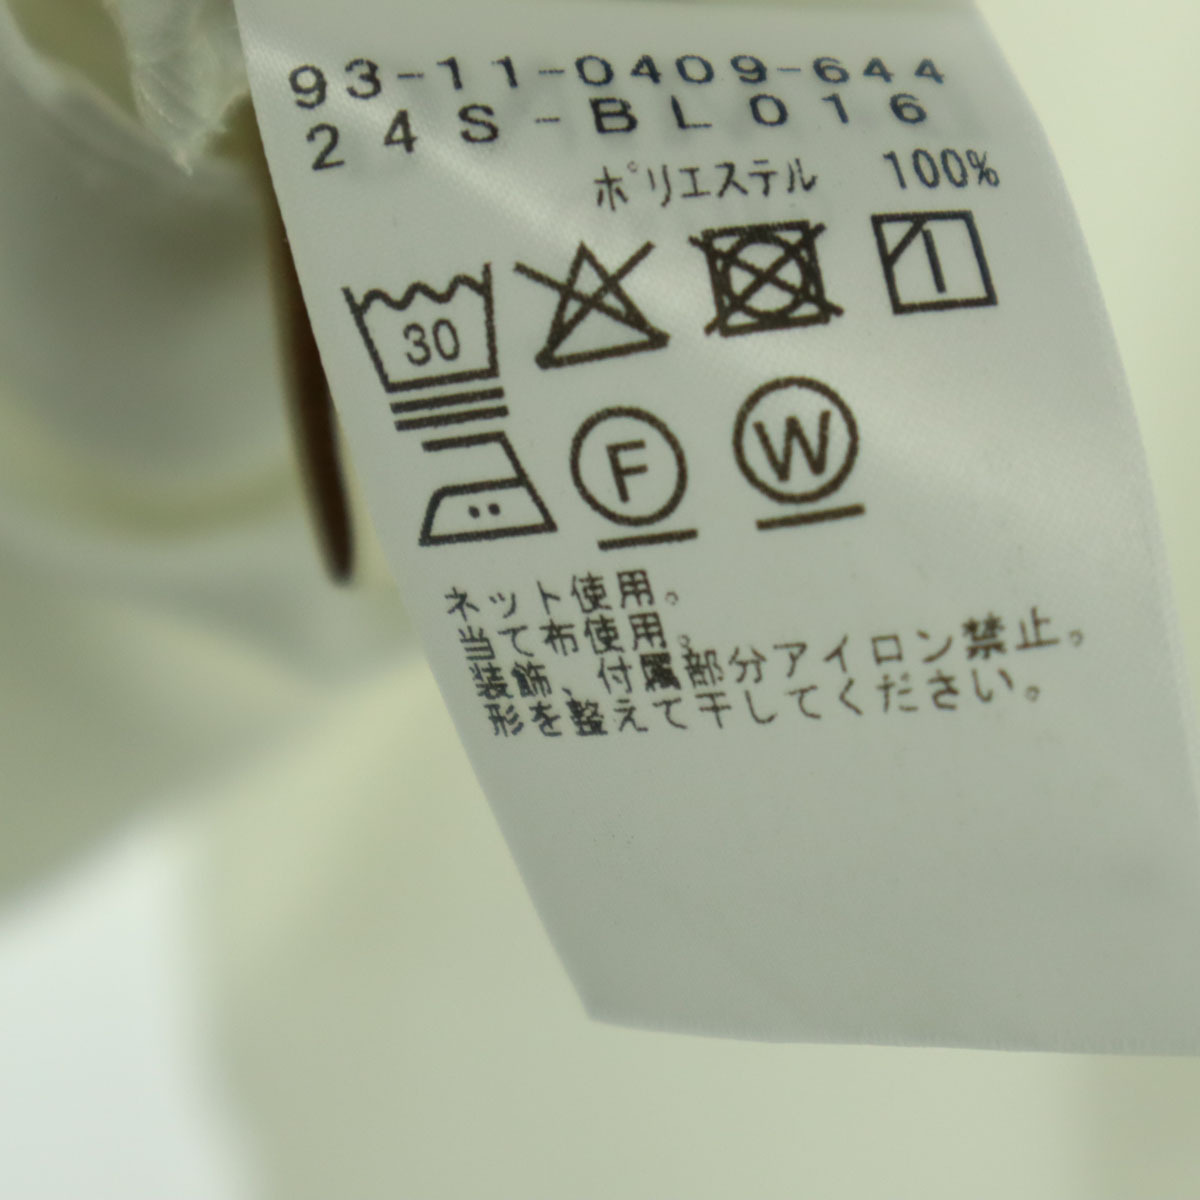 93-11-0409-644
24S-BL016
ポリエステル 100%
30
F W
ネット使用。
当て布使用。
装飾、付属部分アイロン禁止。
形を整えて干してください。